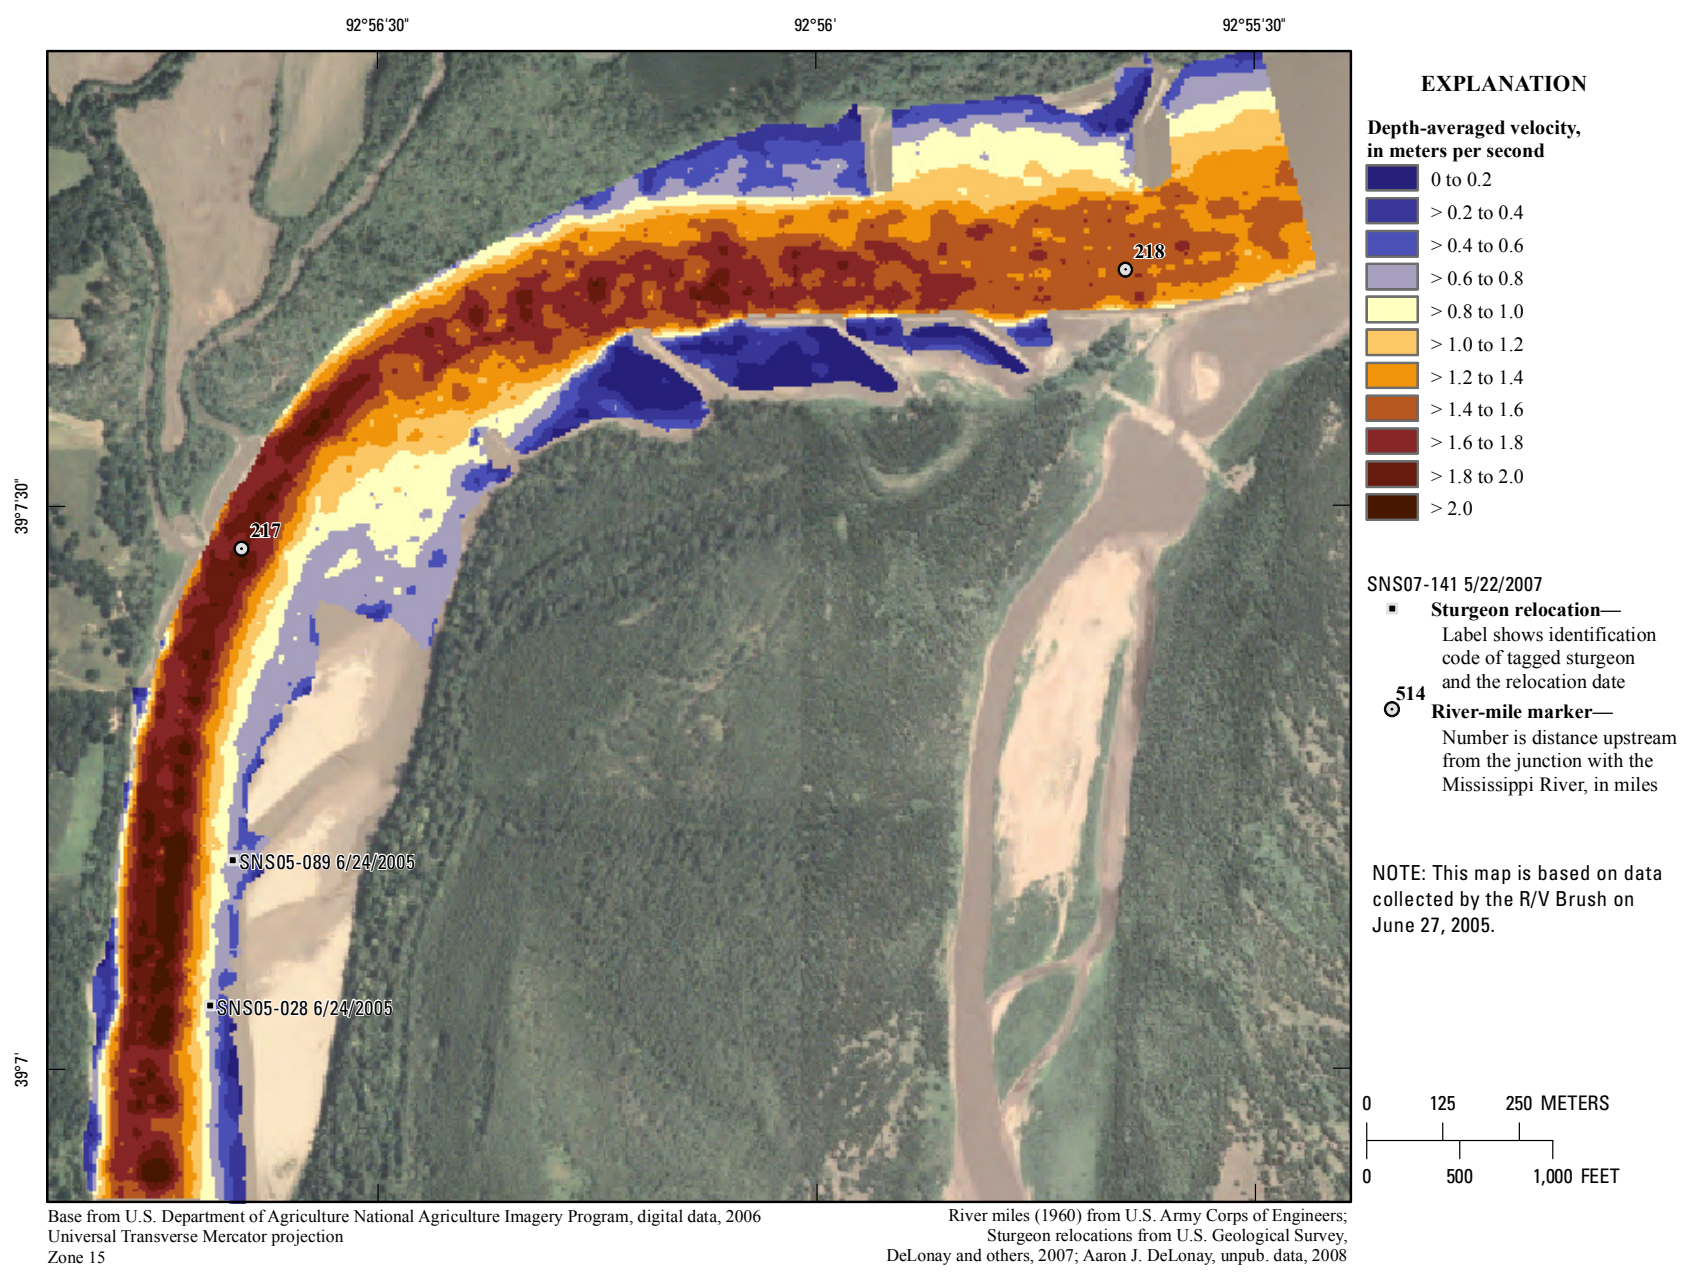 92°56'30"
92°56'
92°55'30"
39°7'30"
39°7'
218
217
SNS05-089 6/24/2005
SNS05-028 6/24/2005
EXPLANATION
Depth-averaged velocity,
in meters per second
0 to 0.2
> 0.2 to 0.4
> 0.4 to 0.6
> 0.6 to 0.8
> 0.8 to 1.0
> 1.0 to 1.2
> 1.2 to 1.4
> 1.4 to 1.6
> 1.6 to 1.8
> 1.8 to 2.0
> 2.0
SNS07-141 5/22/2007
Sturgeon relocation—
Label shows identification
code of tagged sturgeon
and the relocation date
514
River-mile marker—
Number is distance upstream
from the junction with the
Mississippi River, in miles
NOTE: This map is based on data
collected by the R/V Brush on
June 27, 2005.
0 125 250 METERS
0 500 1,000 FEET
Base from U.S. Department of Agriculture National Agriculture Imagery Program, digital data, 2006
Universal Transverse Mercator projection
Zone 15
River miles (1960) from U.S. Army Corps of Engineers;
Sturgeon relocations from U.S. Geological Survey,
DeLonay and others, 2007; Aaron J. DeLonay, unpub. data, 2008